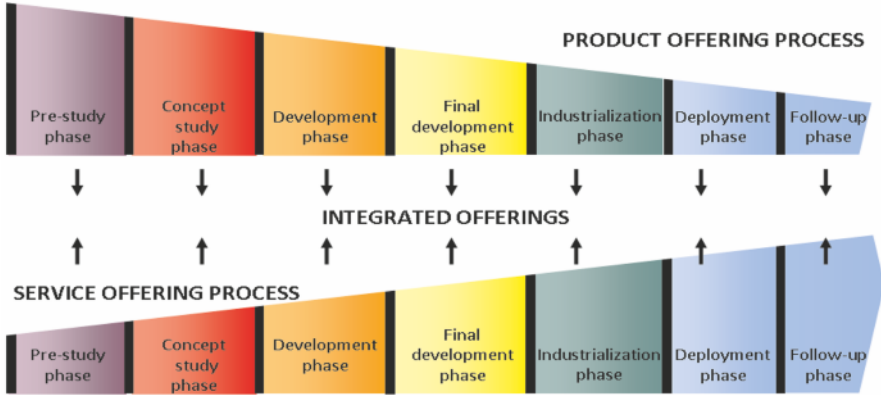 PRODUCT OFFERING PROCESS
Pre-study
phase
Concept
study
phase
Development
phase
Final
development
phase
Industrialization
phase
Deployment
phase
Follow-up
phase
INTEGRATED OFFERINGS
SERVICE OFFERING PROCESS
Pre-study
phase
Concept
study
phase
Development
phase
Final
development
phase
Industrialization
phase
Deployment
phase
Follow-up
phase